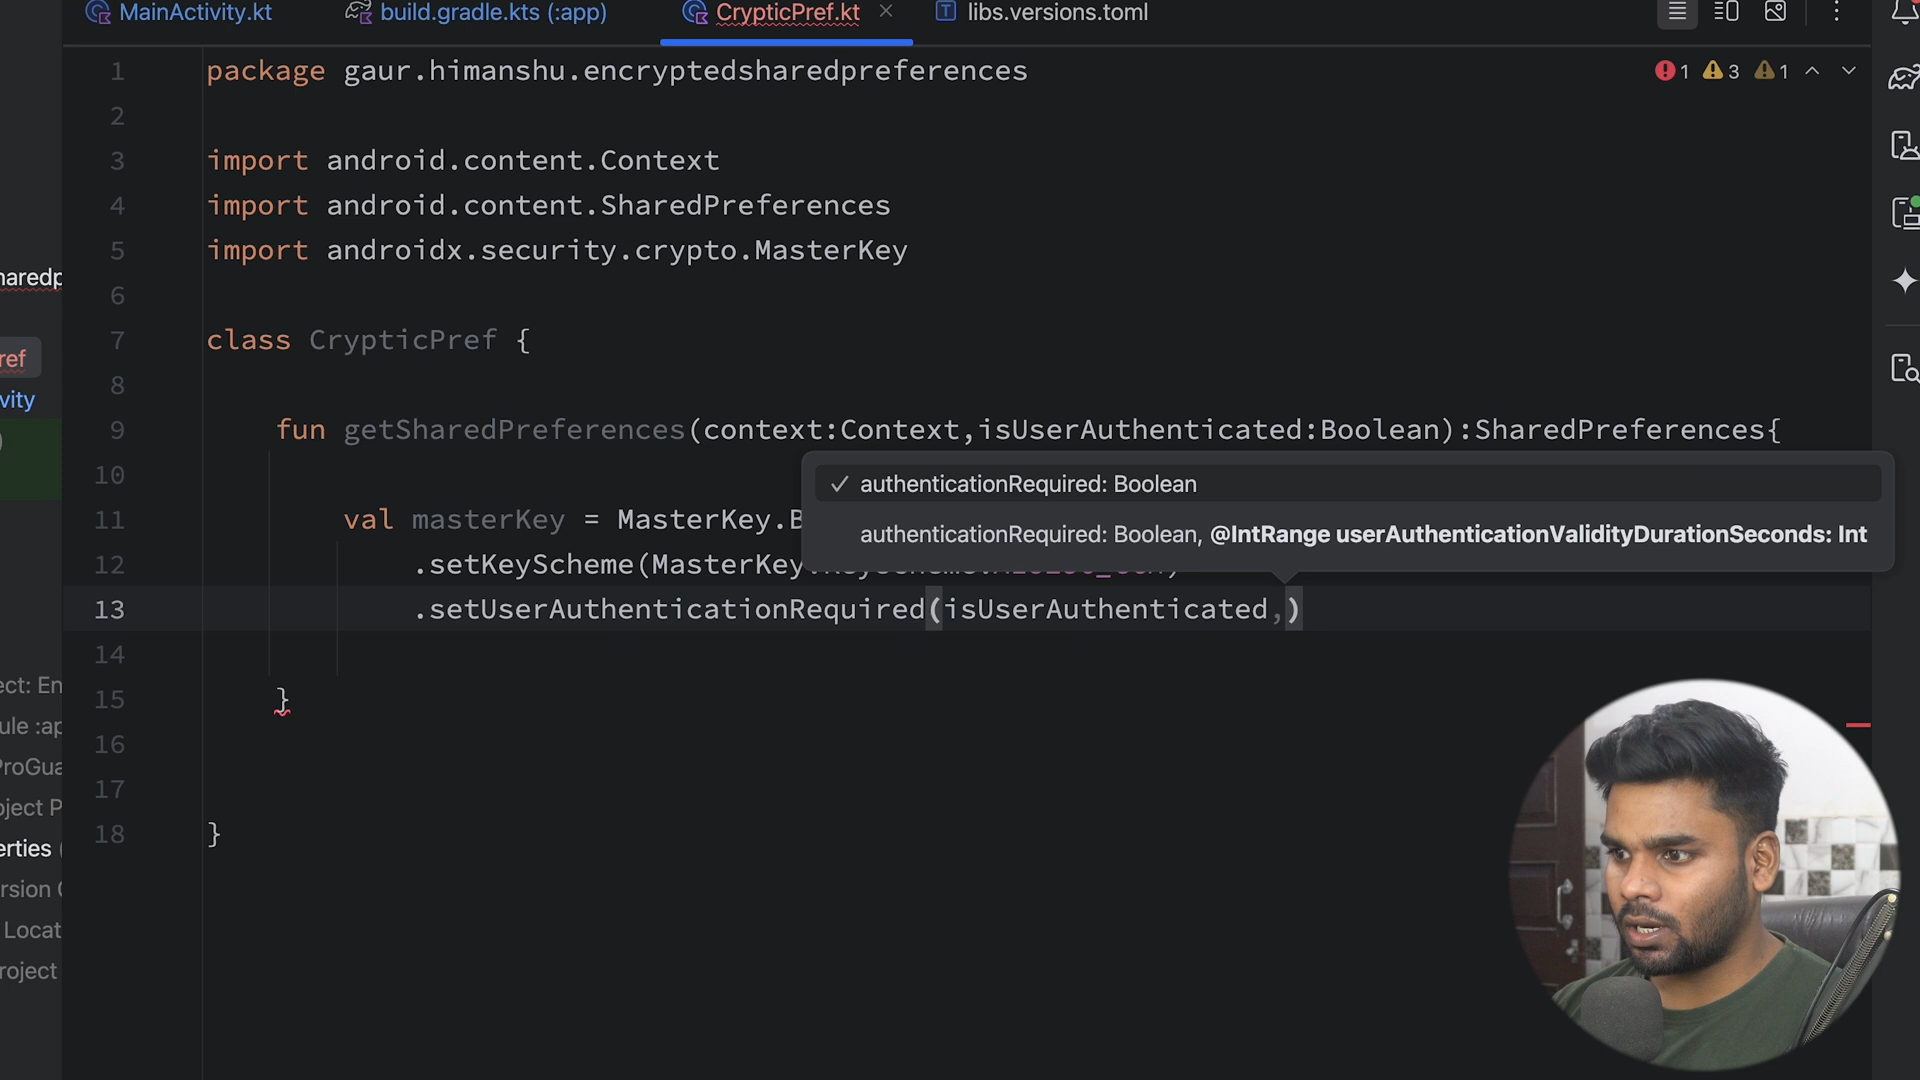 MainActivity.kt build.gradle.kts (:app) CrypticPref.kt libs.versions.toml
1 package gaur.himanshu.encryptedsharedpreferences
1 3 1
2
3 import android.content.Context
4 import android.content.SharedPreferences
5 import androidx.security.crypto.MasterKey
6
7 class CrypticPref {
8
9 fun getSharedPreferences(context:Context,isUserAuthenticated:Boolean):SharedPreferences{
10
authenticationRequired: Boolean
11 val masterKey = MasterKey.B
authenticationRequired: Boolean, @IntRange userAuthenticationValidityDurationSeconds: Int
12 .setKeyScheme(MasterKey.
13 .setUserAuthenticationRequired(isUserAuthenticated,)
14
15 }
16
17
18 }
haredp
ref
vity
)
ect: En
ule :ap
ProGua
oject P
erties (
rsion C
Locat
roject